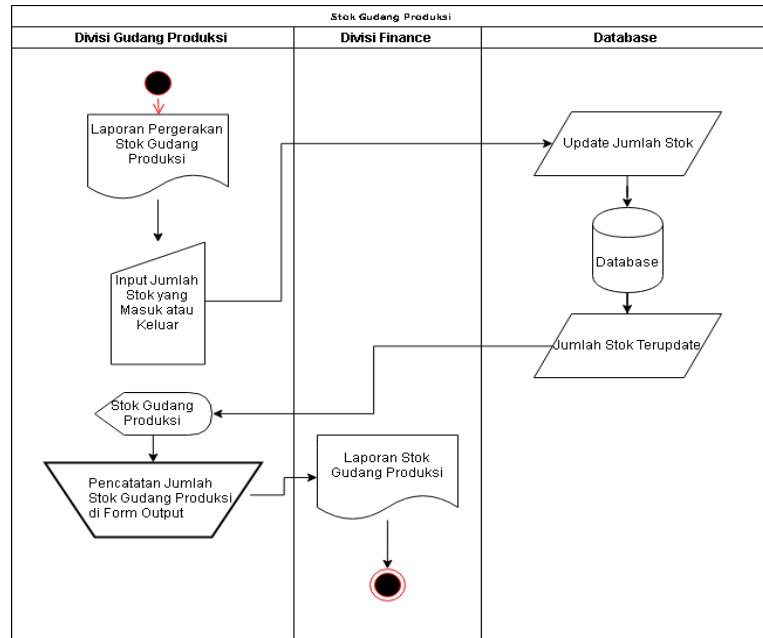 Stok Gudang Produksi
Divisi Gudang Produksi
Divisi Finance
Database
Laporan Pergerakan
Stok Gudang
Produksi
Update Jumlah Stok
Input Jumlah
Stok yang
Masuk atau
Keluar
Database
Jumlah Stok Terupdate
Stok Gudang
Produksi
Pencatatan Jumlah
Stok Gudang Produksi
di Form Output
Laporan Stok
Gudang Produksi